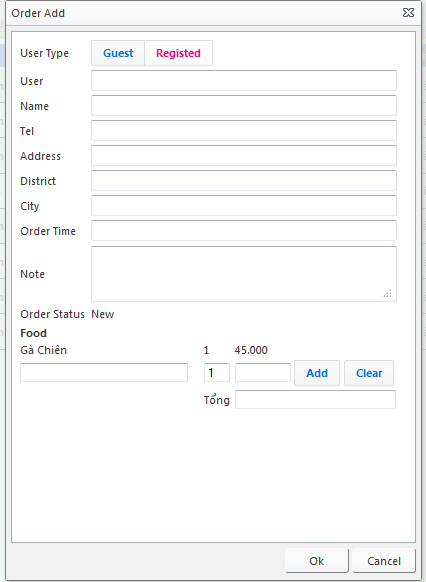 Order Add
User Type Guest Registed
User
Name
Tel
Address
District
City
Order Time
Note
Order Status New
Food
Gà Chiên 1 45.000
1 Add Clear
Tổng
Ok Cancel